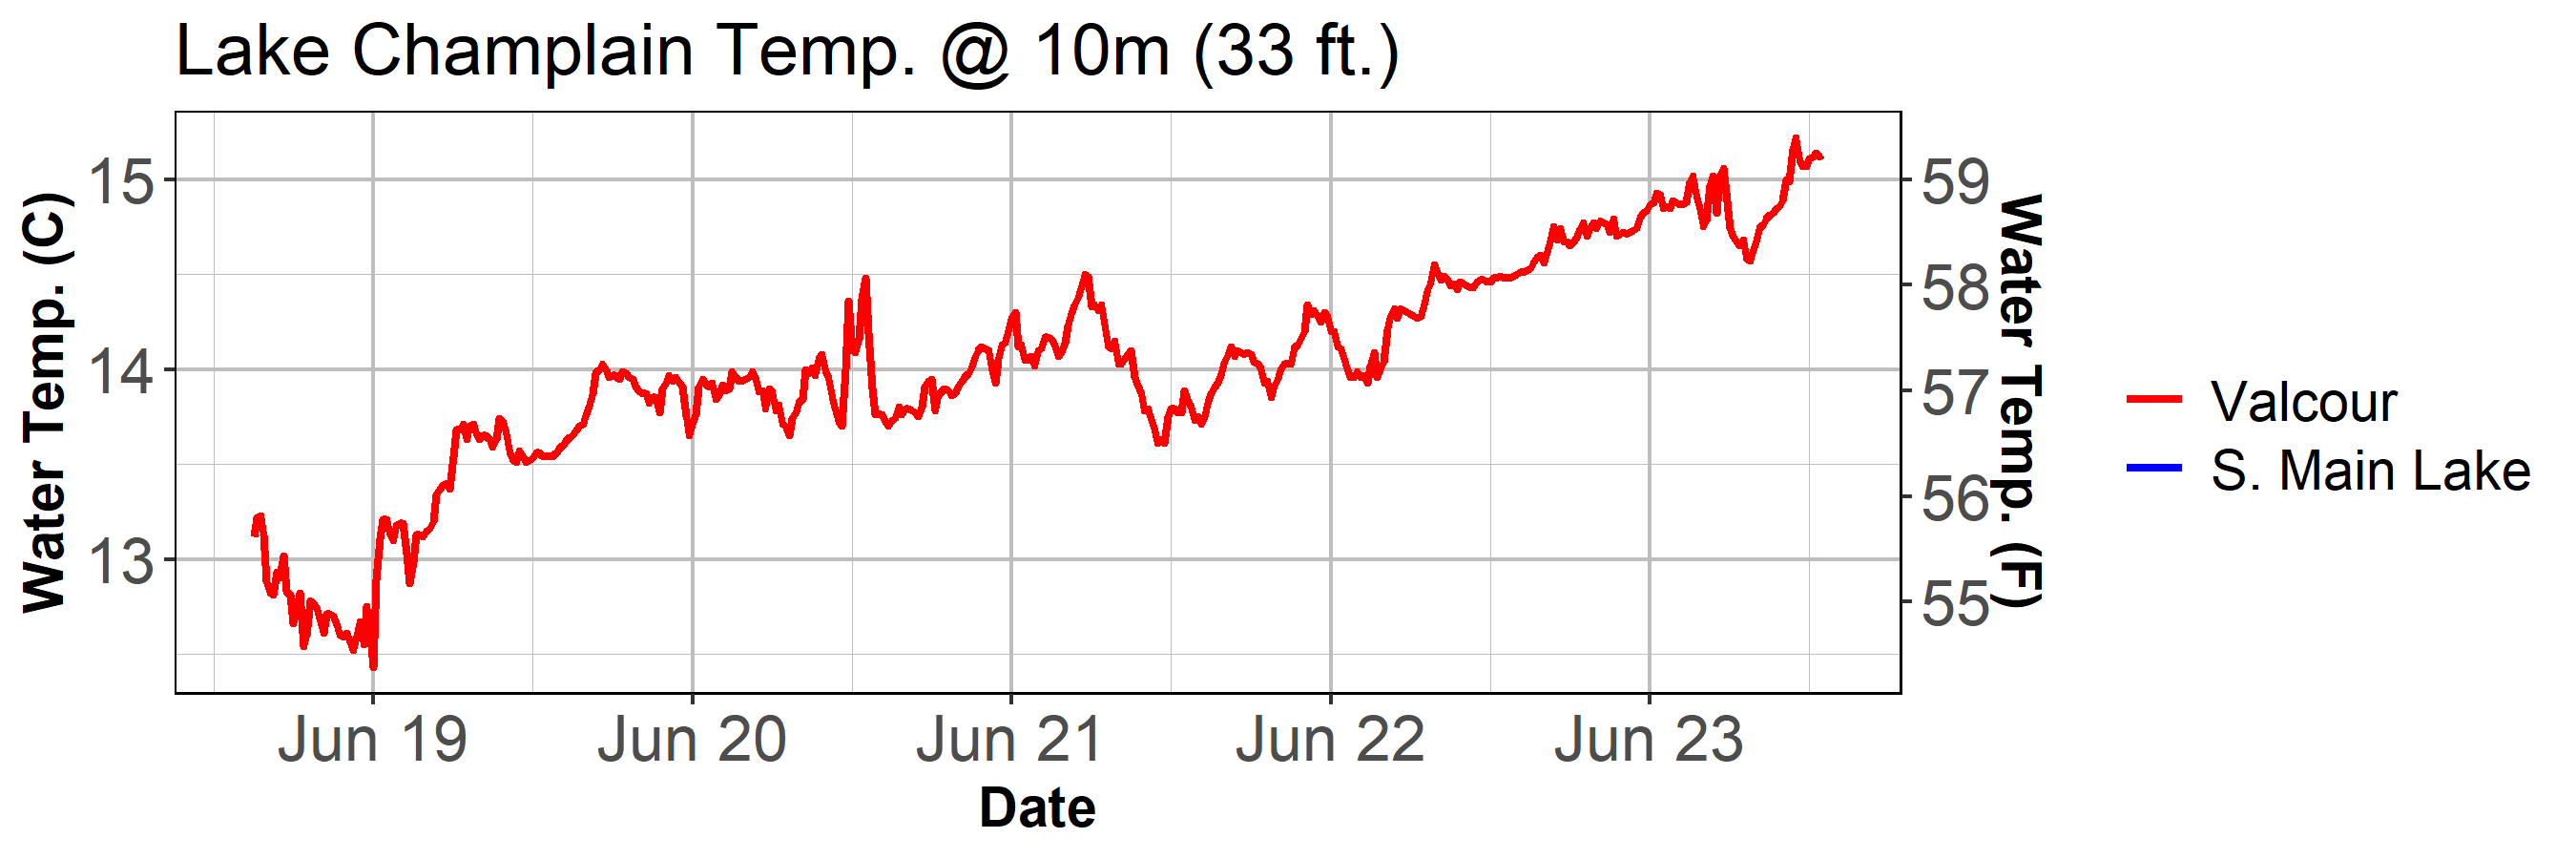 Lake Champlain Temp. @ 10m (33 ft.)
Water Temp. (C)
15
14
13
59
58
57
56
55
Water Temp. (F)
Jun 19
Jun 20
Jun 21
Jun 22
Jun 23
Date
Valcour
S. Main Lake